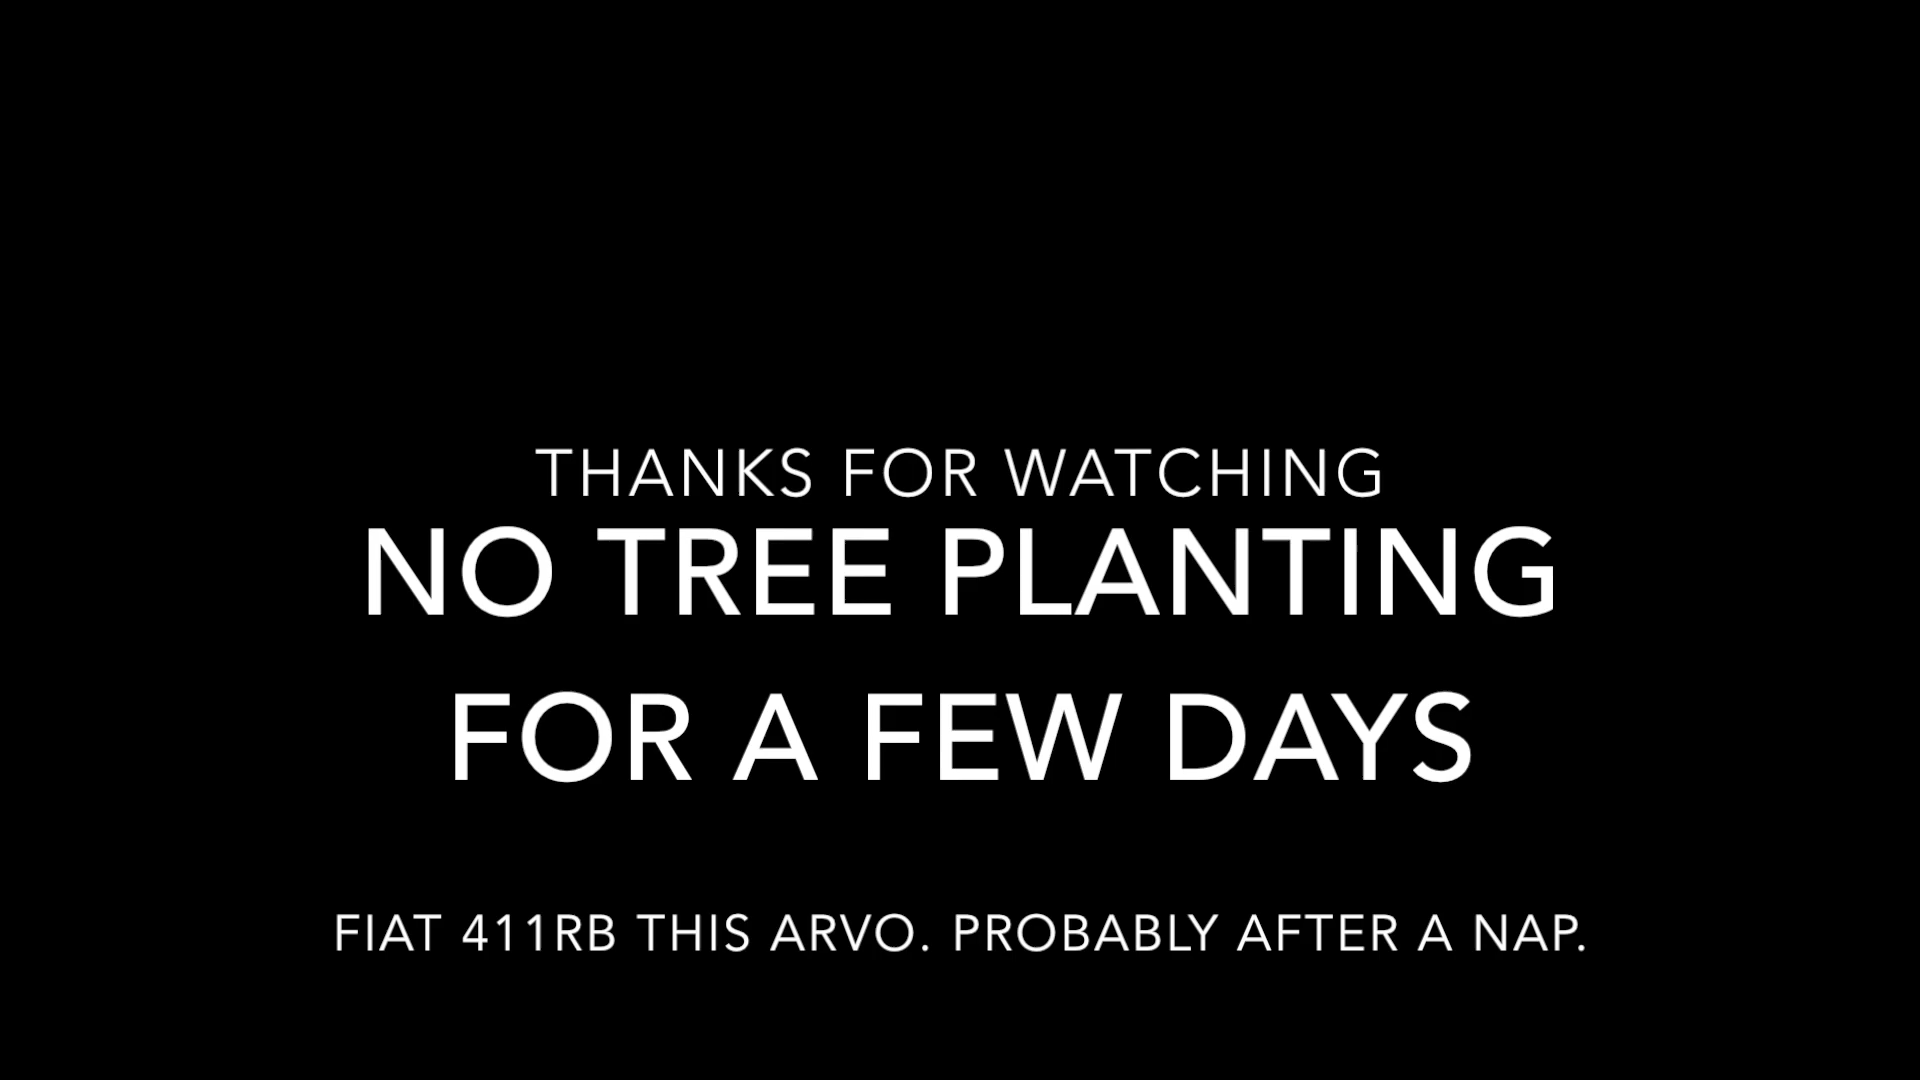 THANKS FOR WATCHING
NO TREE PLANTING
FOR A FEW DAYS
FIAT 411RB THIS ARVO. PROBABLY AFTER A NAP.